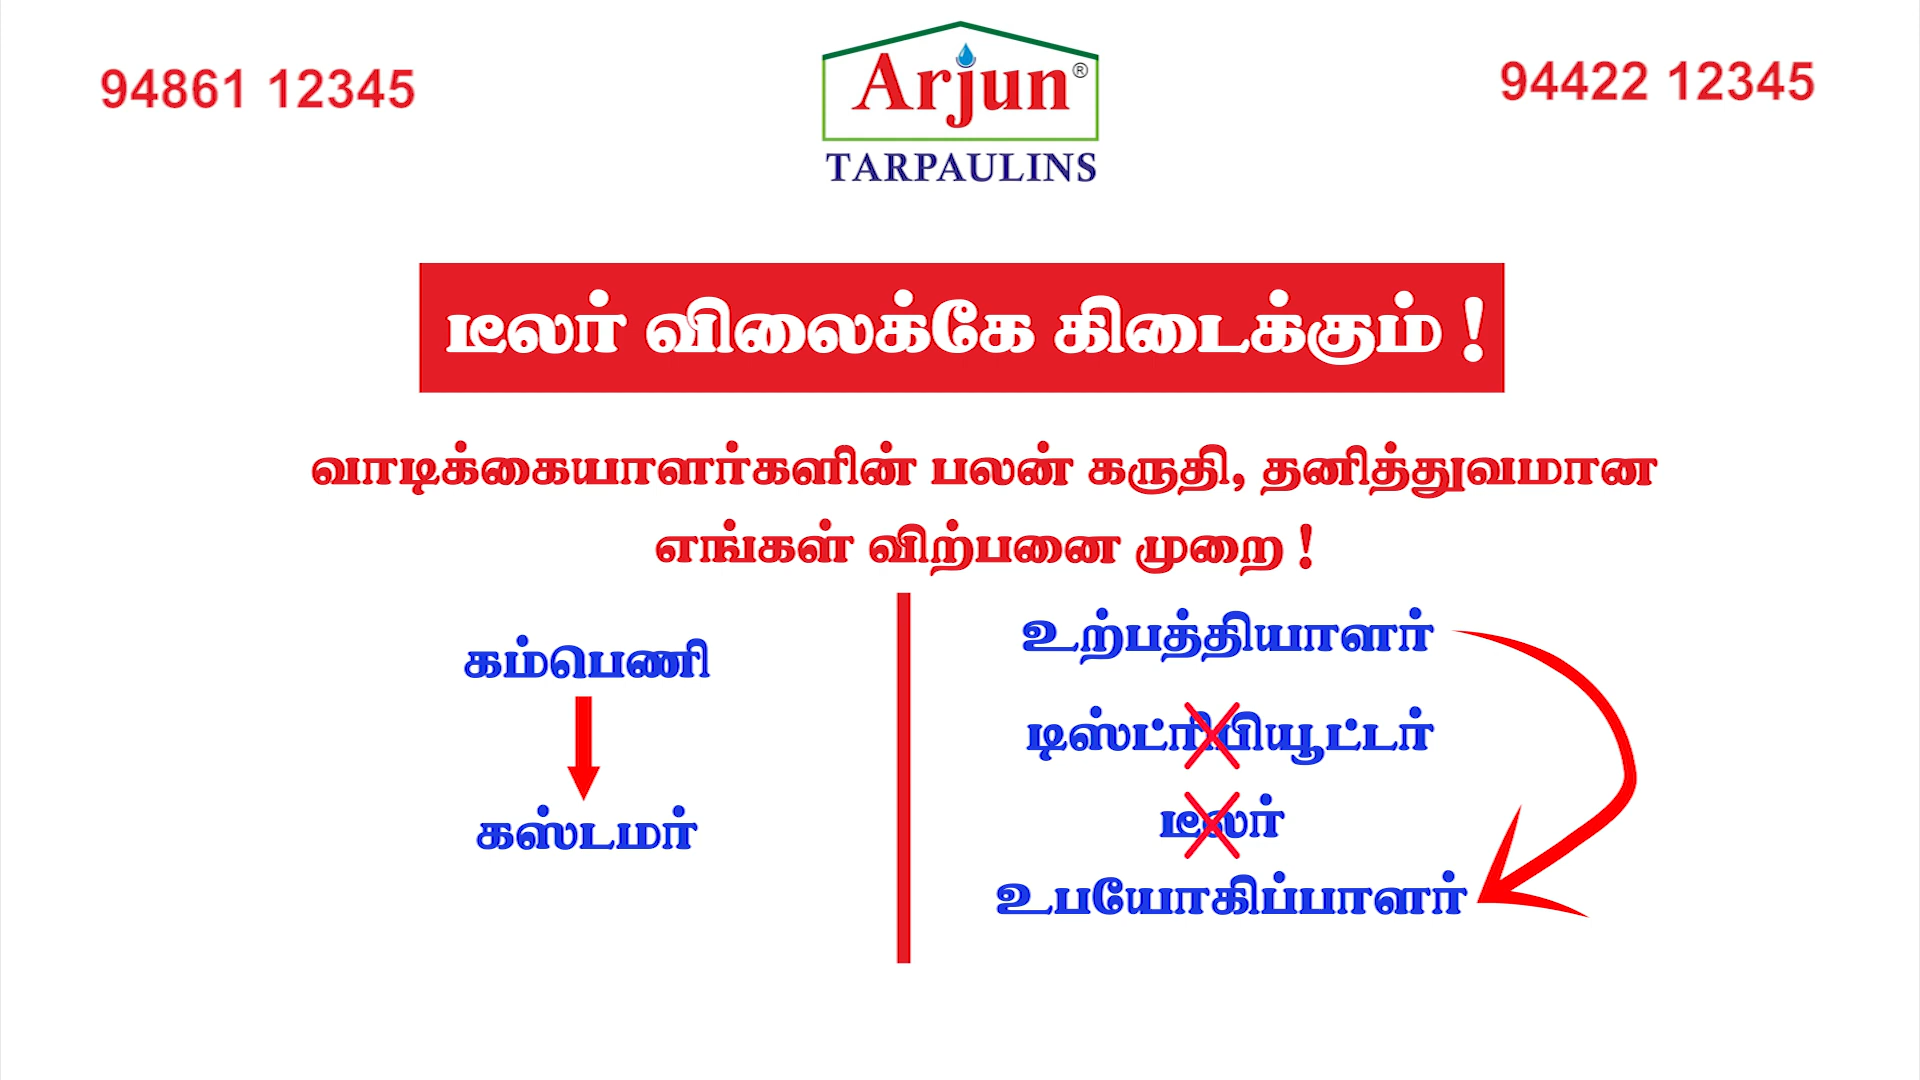 94861 12345
Arjun®
TARPAULINS
94422 12345
டீலர் விலைக்கே கிடைக்கும் !
வாடிக்கையாளர்களின் பலன் கருதி, தனித்துவமான
எங்கள் விற்பனை முறை !
கம்பெணி
கஸ்டமர்
உற்பத்தியாளர்
டிஸ்ட்ரிபியூட்டர்
டீலர்
உபயோகிப்பாளர்